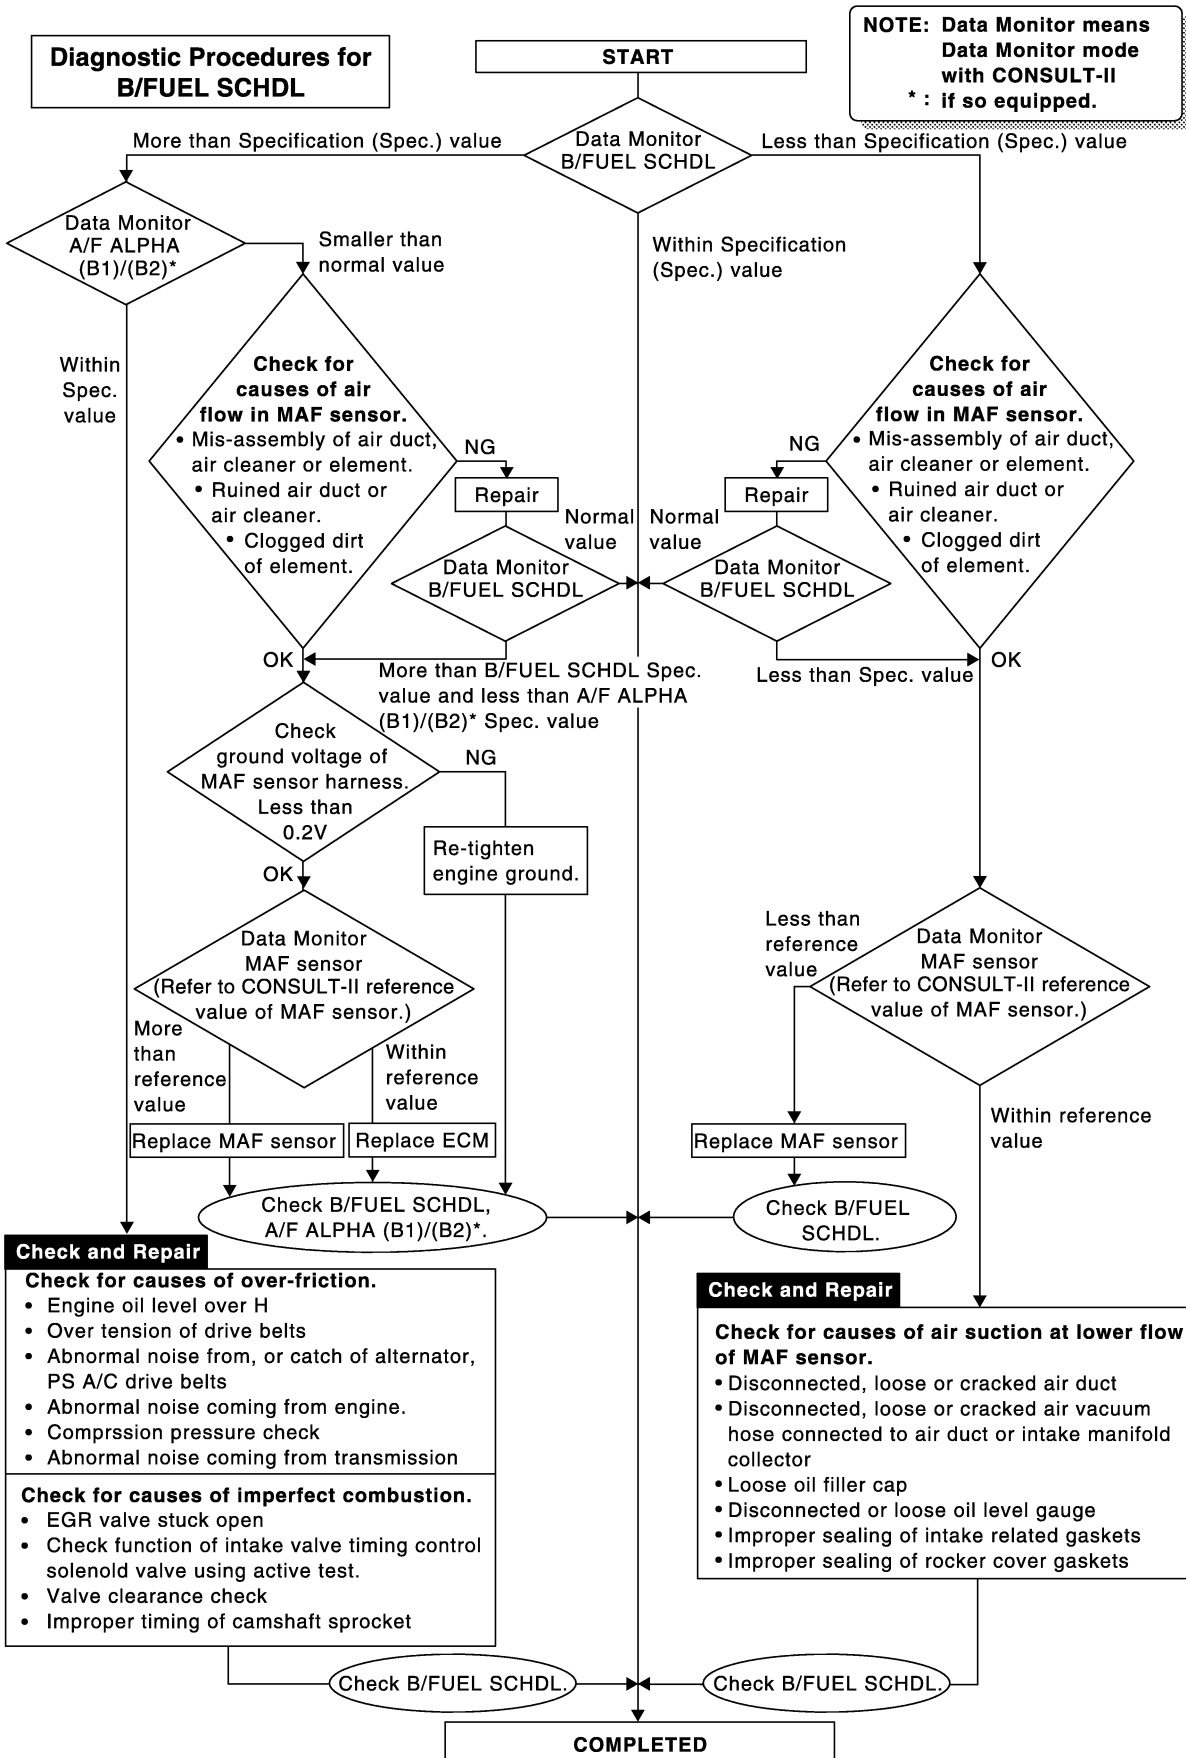 Diagnostic Procedures for
B/FUEL SCHDL
START
NOTE: Data Monitor means
Data Monitor mode
with CONSULT-II
* : if so equipped.
More than Specification (Spec.) value
Data Monitor
B/FUEL SCHDL
Less than Specification (Spec.) value
Data Monitor
A/F ALPHA
(B1)/(B2)*
Smaller than
normal value
Within Specification
(Spec.) value
Within
Spec.
value
Check for
causes of air
flow in MAF sensor.
• Mis-assembly of air duct,
air cleaner or element.
• Ruined air duct or
air cleaner.
• Clogged dirt
of element.
NG
Repair
Normal
value
Data Monitor
B/FUEL SCHDL
Normal
value
NG
Repair
Data Monitor
B/FUEL SCHDL
Check for
causes of air
flow in MAF sensor.
• Mis-assembly of air duct,
air cleaner or element.
• Ruined air duct or
air cleaner.
• Clogged dirt
of element.
OK
More than B/FUEL SCHDL Spec.
value and less than A/F ALPHA
(B1)/(B2)* Spec. value
Less than Spec. value
OK
Check
ground voltage of
MAF sensor harness.
Less than
0.2V
NG
Re-tighten
engine ground.
OK
Data Monitor
MAF sensor
(Refer to CONSULT-II reference
value of MAF sensor.)
Less than
reference
value
Data Monitor
MAF sensor
(Refer to CONSULT-II reference
value of MAF sensor.)
More
than
reference
value
Within
reference
value
Within reference
value
Replace MAF sensor
Replace ECM
Replace MAF sensor
Check B/FUEL SCHDL,
A/F ALPHA (B1)/(B2)*.
Check B/FUEL
SCHDL.
Check and Repair
Check for causes of over-friction.
• Engine oil level over H
• Over tension of drive belts
• Abnormal noise from, or catch of alternator,
PS A/C drive belts
• Abnormal noise coming from engine.
• Comprssion pressure check
• Abnormal noise coming from transmission
Check for causes of imperfect combustion.
• EGR valve stuck open
• Check function of intake valve timing control
solenold valve using active test.
• Valve clearance check
• Improper timing of camshaft sprocket
Check and Repair
Check for causes of air suction at lower flow
of MAF sensor.
• Disconnected, loose or cracked air duct
• Disconnected, loose or cracked air vacuum
hose connected to air duct or intake manifold
collector
• Loose oil filler cap
• Disconnected or loose oil level gauge
• Improper sealing of intake related gaskets
• Improper sealing of rocker cover gaskets
Check B/FUEL SCHDL.
Check B/FUEL SCHDL.
COMPLETED